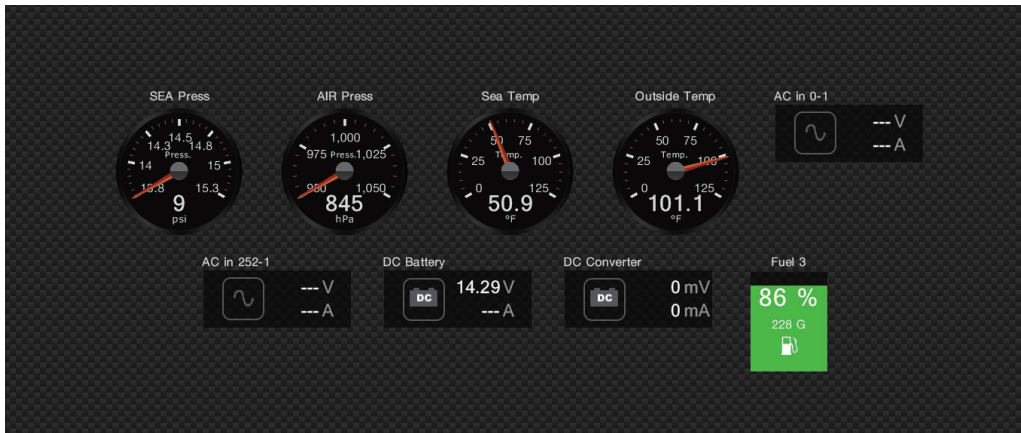 SEA Press
14.5
14.3 14.8
Press.
14 15
13.8 15.3
9
psi
AIR Press
1,000
975 Press. 1,025
950 1,050
845
hPa
Sea Temp
50 75
Temp.
25 100
0 125
50.9
°F
Outside Temp
50 75
Temp.
25 100
0 125
101.1
°F
AC in 0-1
--- V
--- A
AC in 252-1
--- V
--- A
DC Battery
DC
14.29 V
--- A
DC Converter
DC
0 mV
0 mA
Fuel 3
86 %
228 G